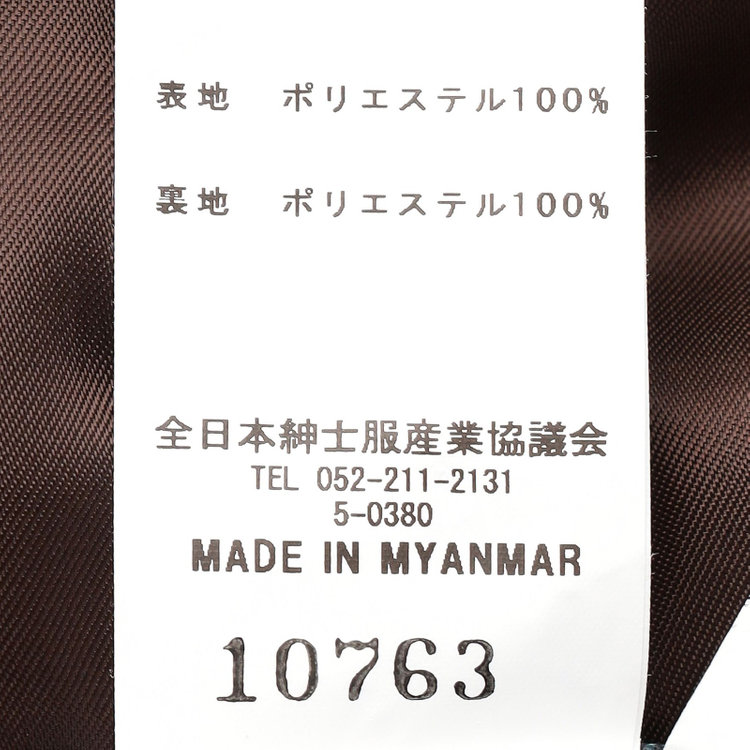 表地　ポリエステル100%
裏地　ポリエステル100%
全日本紳士服産業協議会
TEL 052-211-2131
5-0380
MADE IN MYANMAR
10763